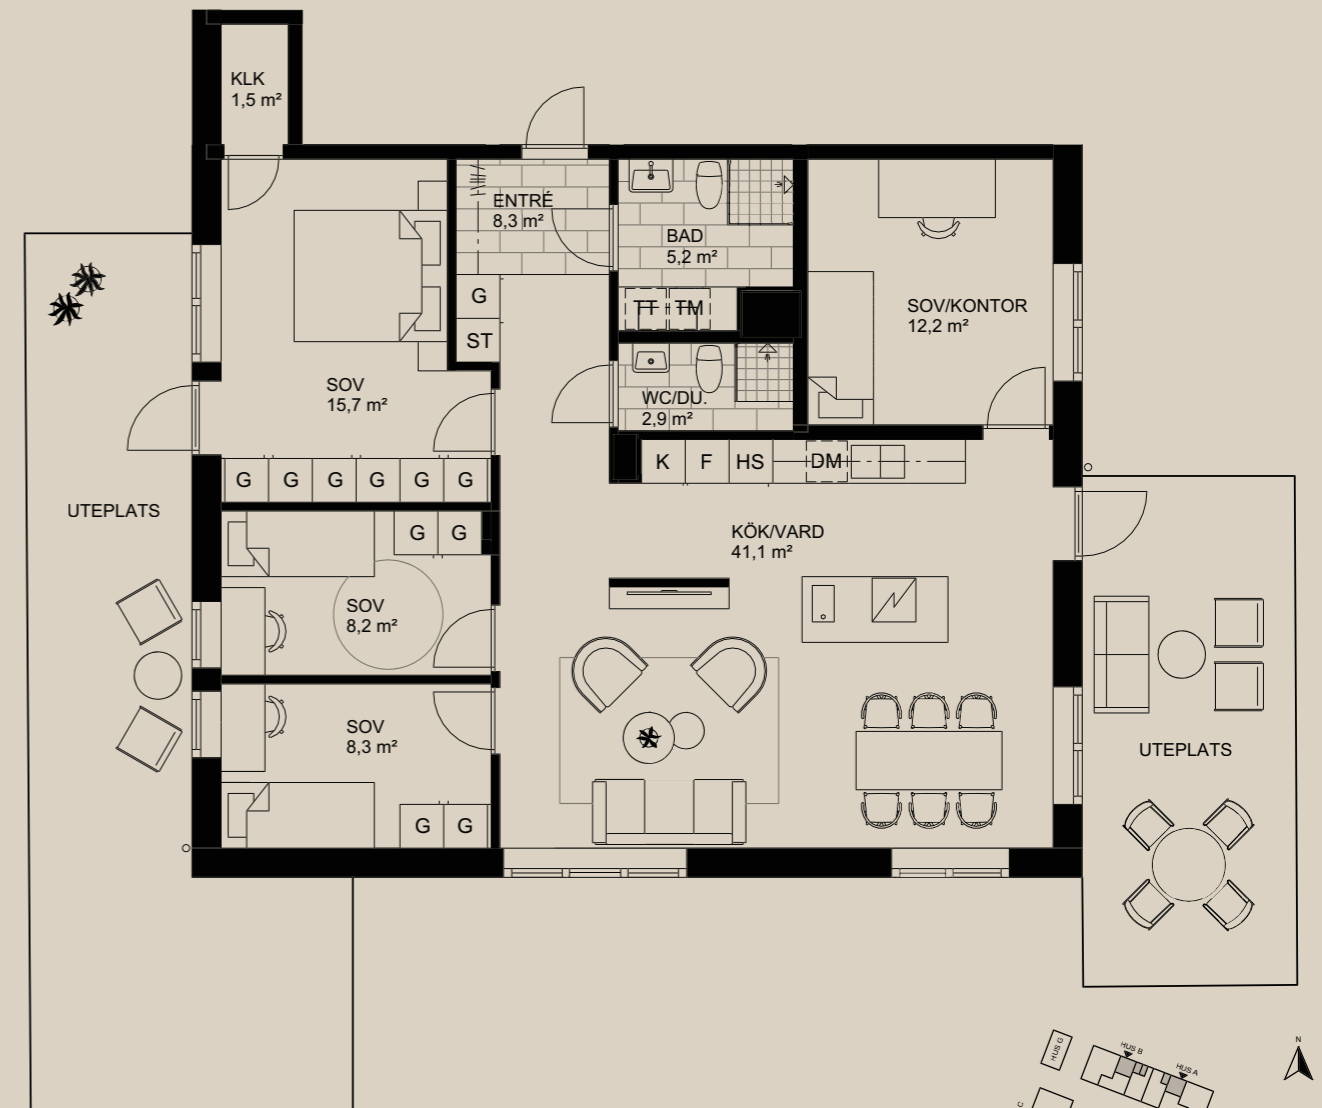 KLK
1,5 m²
ENTRÉ
8,3 m²
BAD
5,2 m²
G
ST
TT
TM
SOV/KONTOR
12,2 m²
SOV
15,7 m²
WC/DU.
2,9 m²
G
G
G
G
G
G
K
F
HS
DM
UTEPLATS
G
G
KÖK/VARD
41,1 m²
SOV
8,2 m²
SOV
8,3 m²
UTEPLATS
G
G
N
HUS G
HUS B
HUS A
C